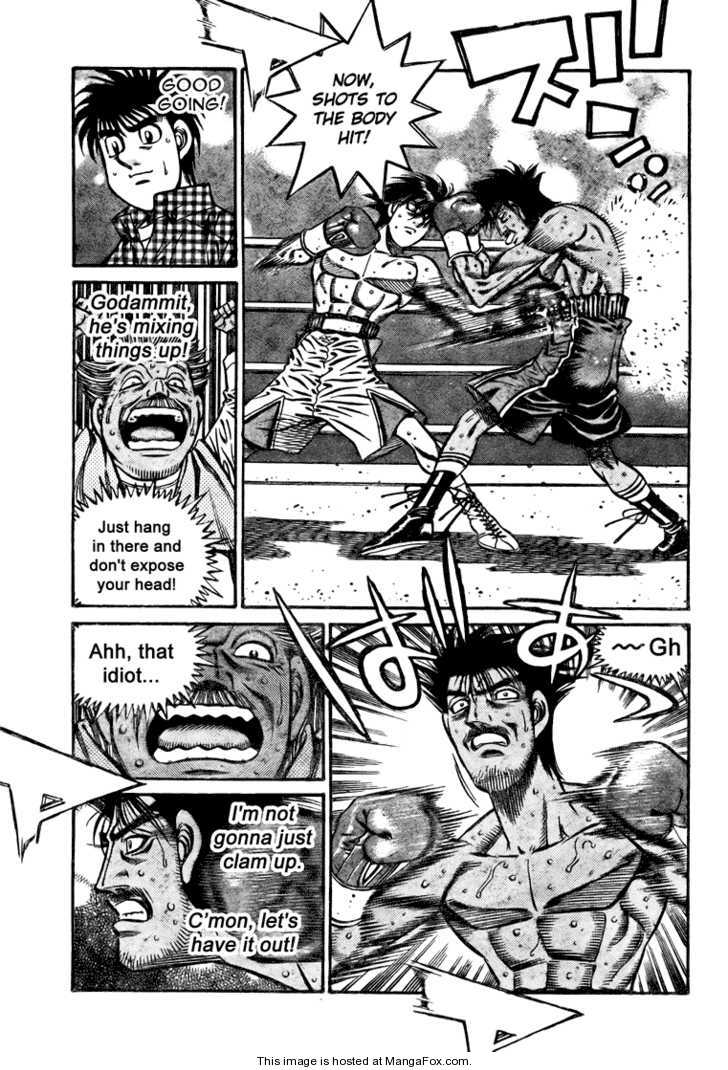 NOW,
SHOTS TO
THE BODY
HIT!
GOOD
GOING!
Godammit,
he's mixing
things up!
Just hang
in there and
don't expose
your head!
~~ Gh
Ahh, that
idiot...
I'm not
gonna just
clam up.
C'mon, let's
have it out!
This image is hosted at MangaFox.com.